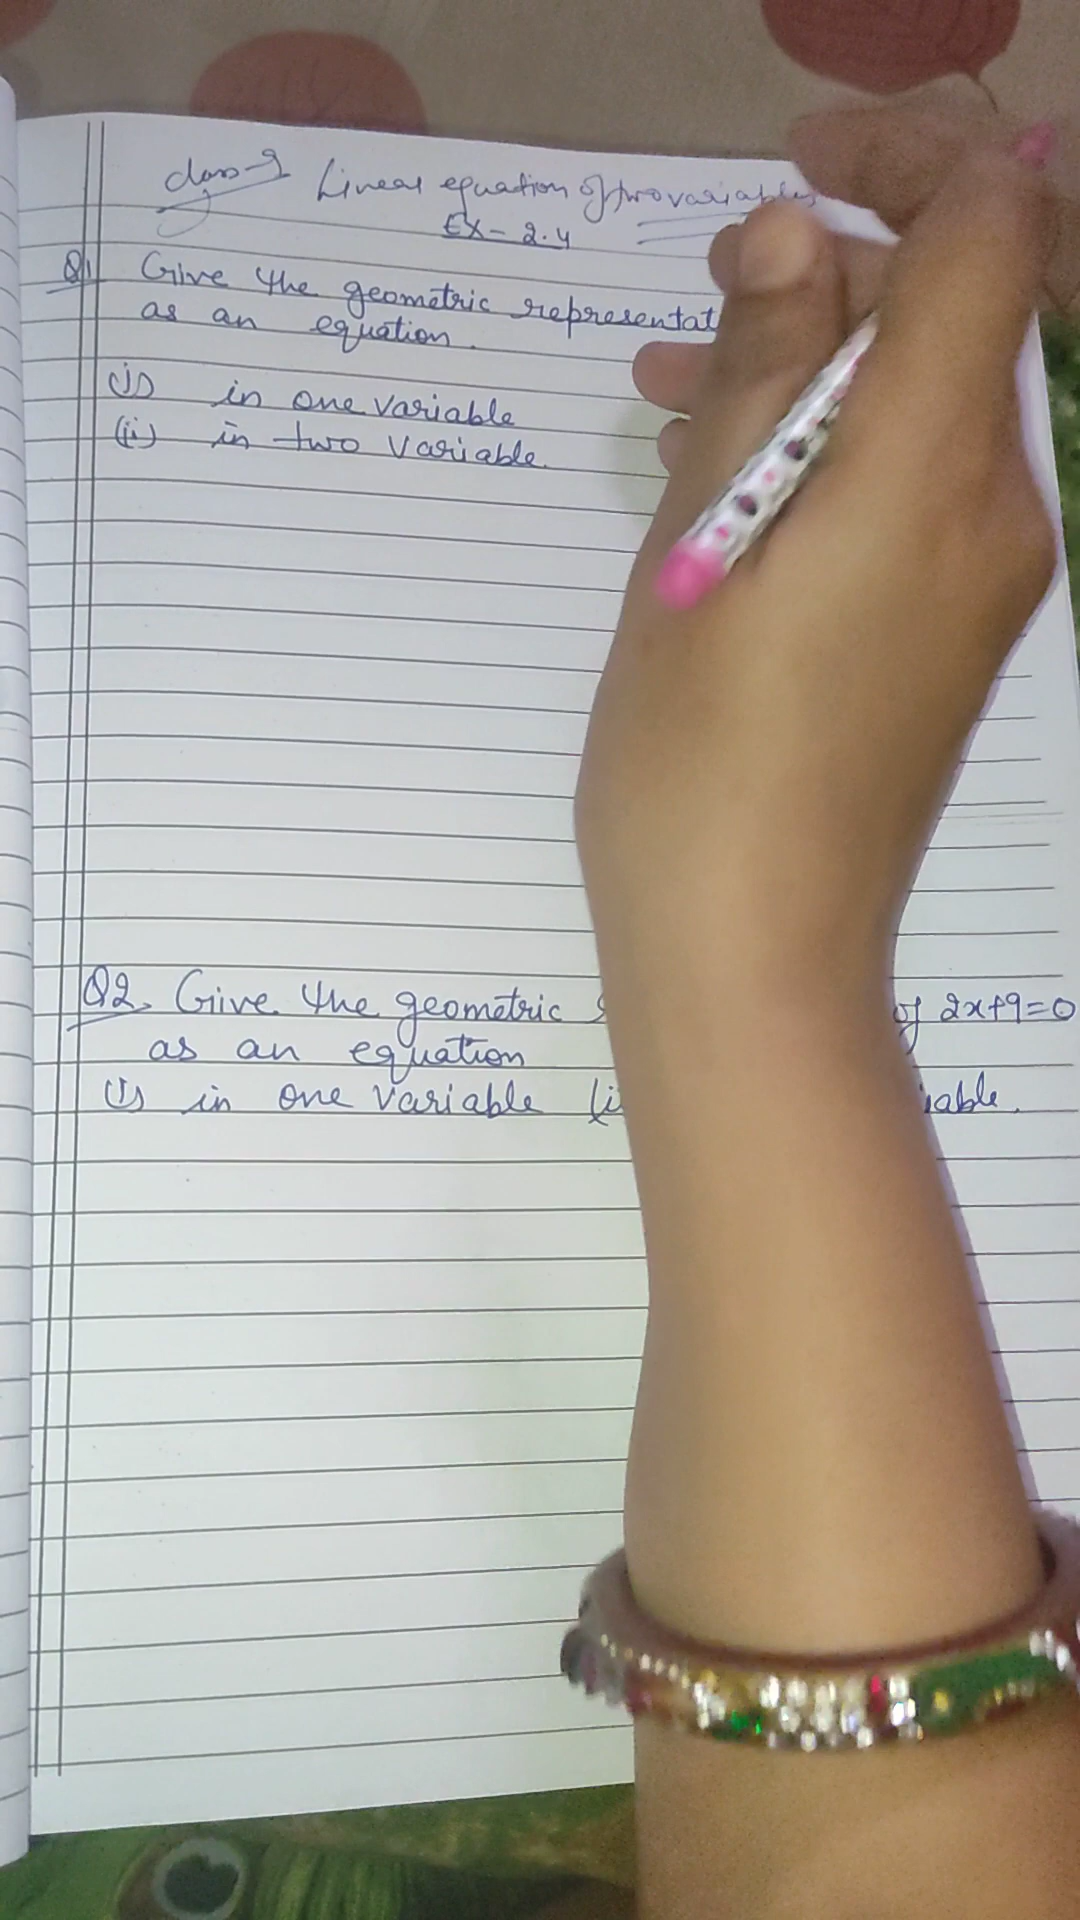 class-9 Linear equation of two variables
EX-2.4
Q1 Give the geometric representat
as an equation.
(i) in one variable
(ii) in two variable.
Q2. Give the geometric of 2x+9=0
as an equation
(i) in one variable (i iable.